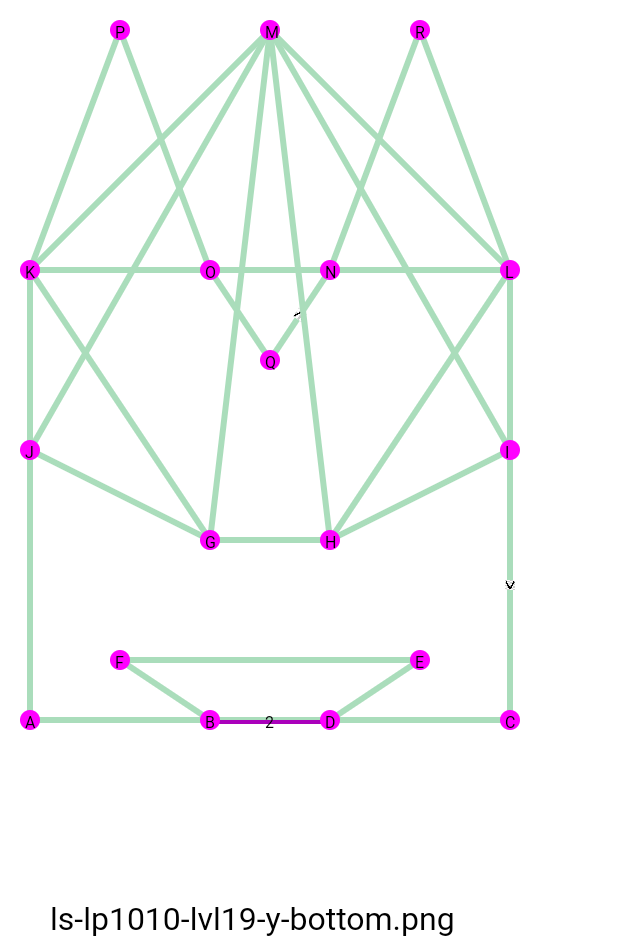 P M R
K O N L
Q
J I
G H
F E
A B 2 D C
ls-lp1010-lvl19-y-bottom.png